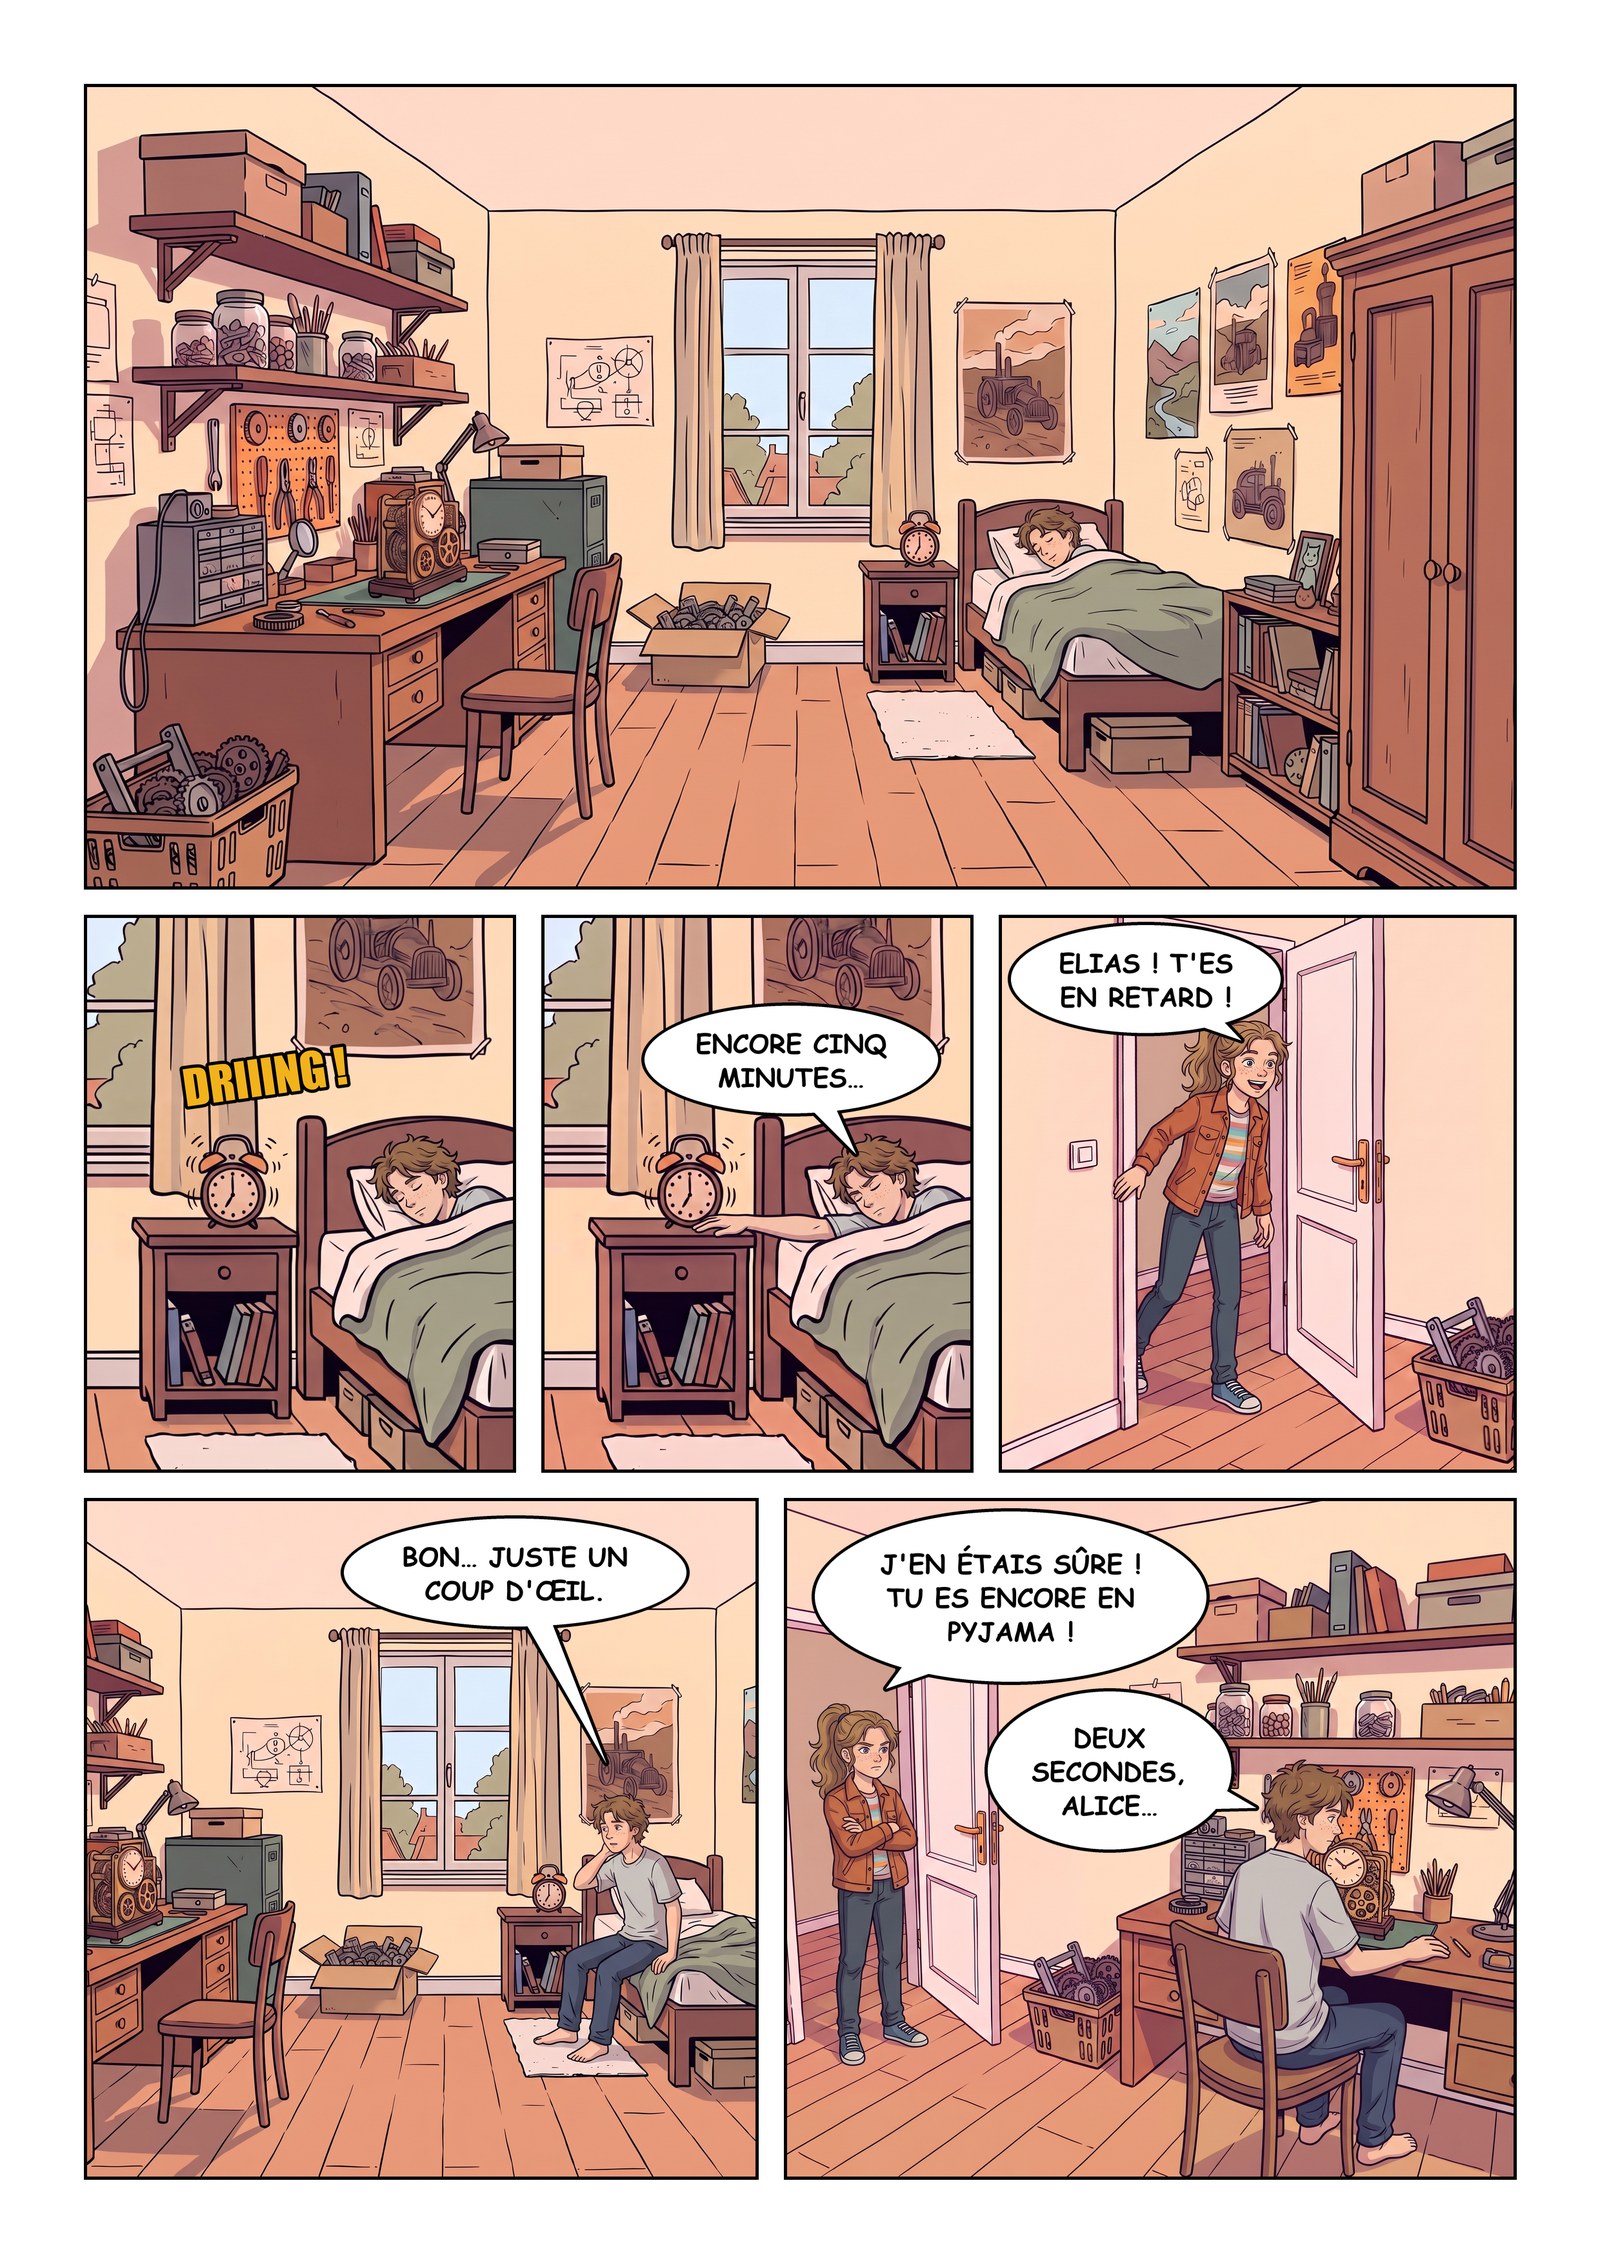 DRIIING !
ENCORE CINQ
MINUTES...
ELIAS ! T'ES
EN RETARD !
BON... JUSTE UN
COUP D'ŒIL.
J'EN ÉTAIS SÛRE !
TU ES ENCORE EN
PYJAMA !
DEUX
SECONDES,
ALICE...